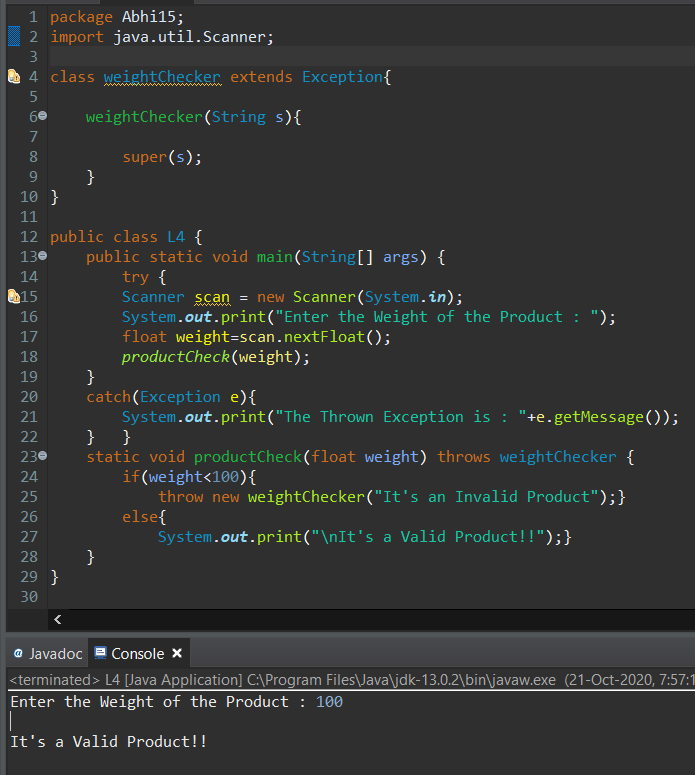 1 package Abhi15;
2 import java.util.Scanner;
3
4 class weightChecker extends Exception{
5
6 weightChecker(String s){
7
8 super(s);
9 }
10 }
11
12 public class L4 {
13 public static void main(String[] args) {
14 try {
15 Scanner scan = new Scanner(System.in);
16 System.out.print("Enter the Weight of the Product : ");
17 float weight=scan.nextFloat();
18 productCheck(weight);
19 }
20 catch(Exception e){
21 System.out.print("The Thrown Exception is : "+e.getMessage());
22 } }
23 static void productCheck(float weight) throws weightChecker {
24 if(weight<100){
25 throw new weightChecker("It's an Invalid Product");}
26 else{
27 System.out.print("\nIt's a Valid Product!!");}
28 }
29 }
30
@ Javadoc Console
<terminated> L4 [Java Application] C:\Program Files\Java\jdk-13.0.2\bin\javaw.exe (21-Oct-2020, 7:57:1
Enter the Weight of the Product : 100
It's a Valid Product!!